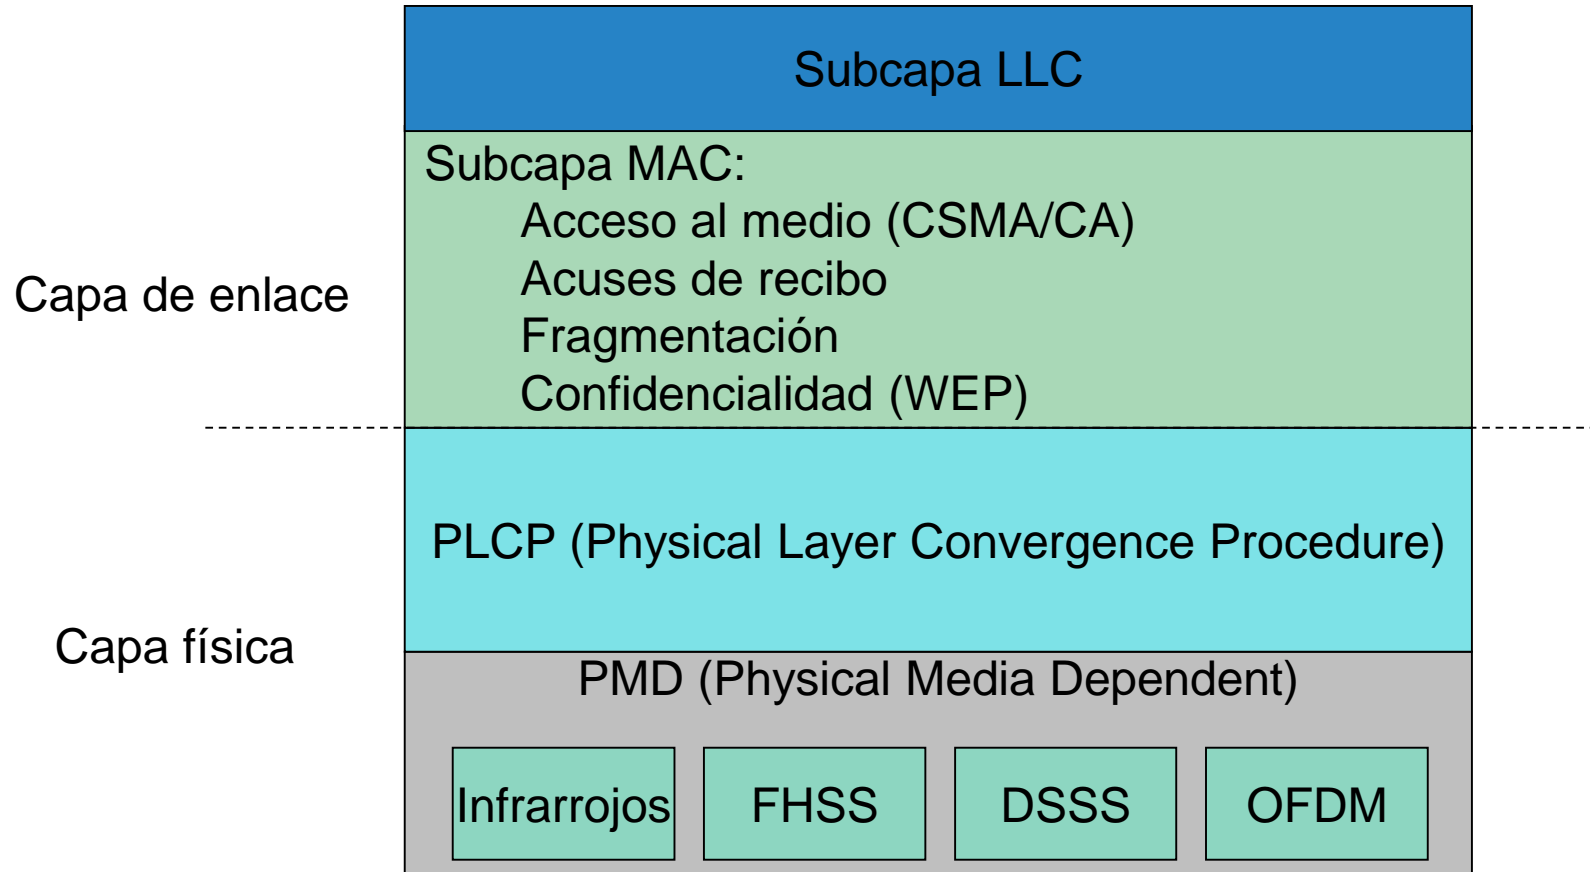 Subcapa LLC
Subcapa MAC:
Acceso al medio (CSMA/CA)
Acuses de recibo
Fragmentación
Confidencialidad (WEP)
Capa de enlace
PLCP (Physical Layer Convergence Procedure)
Capa física
PMD (Physical Media Dependent)
Infrarrojos
FHSS
DSSS
OFDM